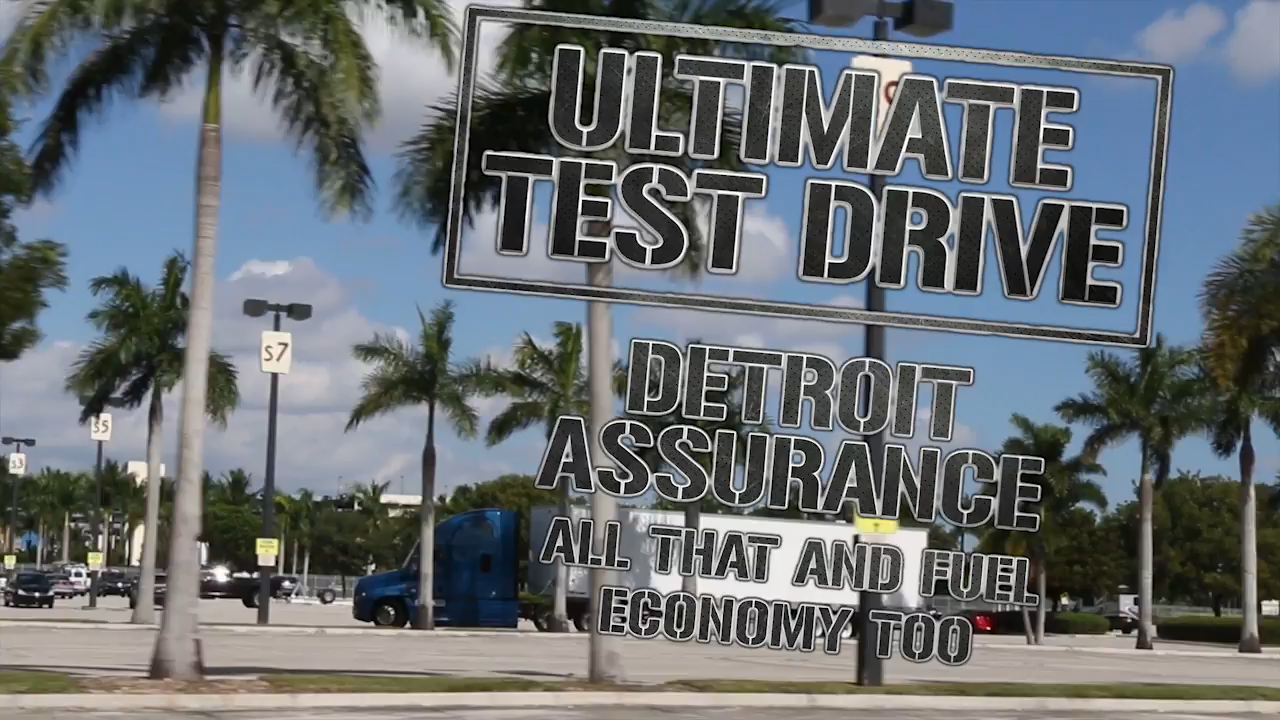 ULTIMATE
TEST DRIVE
DETROIT
ASSURANCE
ALL THAT AND FUEL
ECONOMY TOO
S7
S5
S3